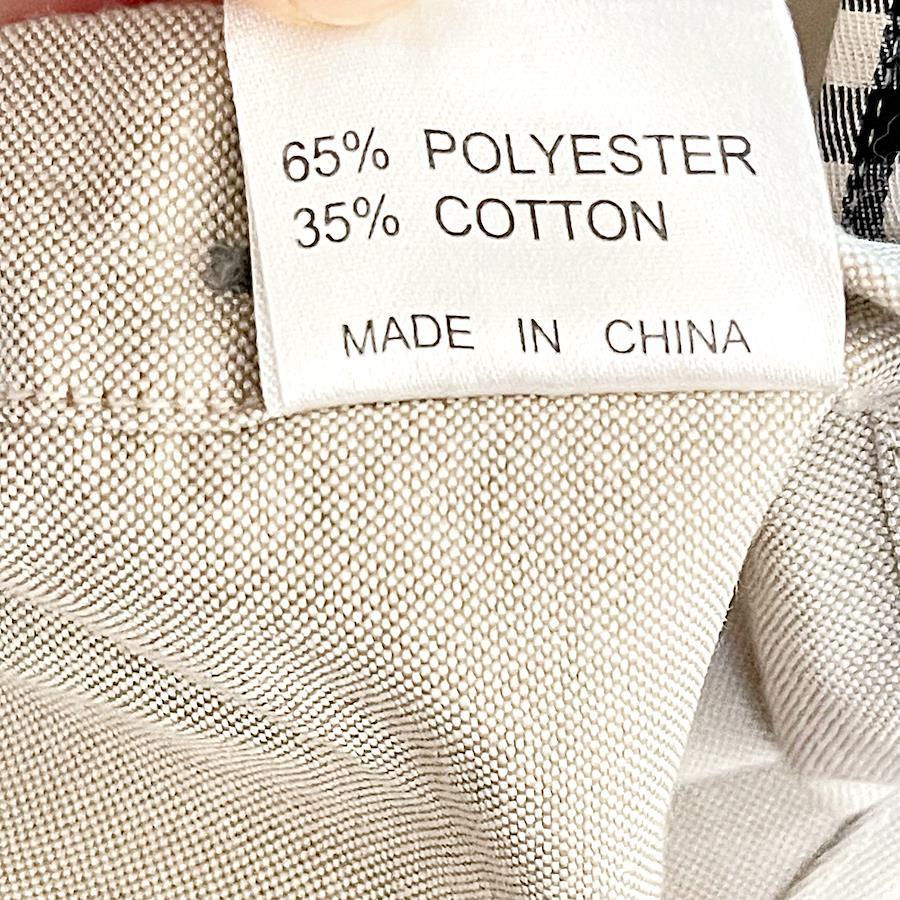 65% POLYESTER
35% COTTON
MADE IN CHINA